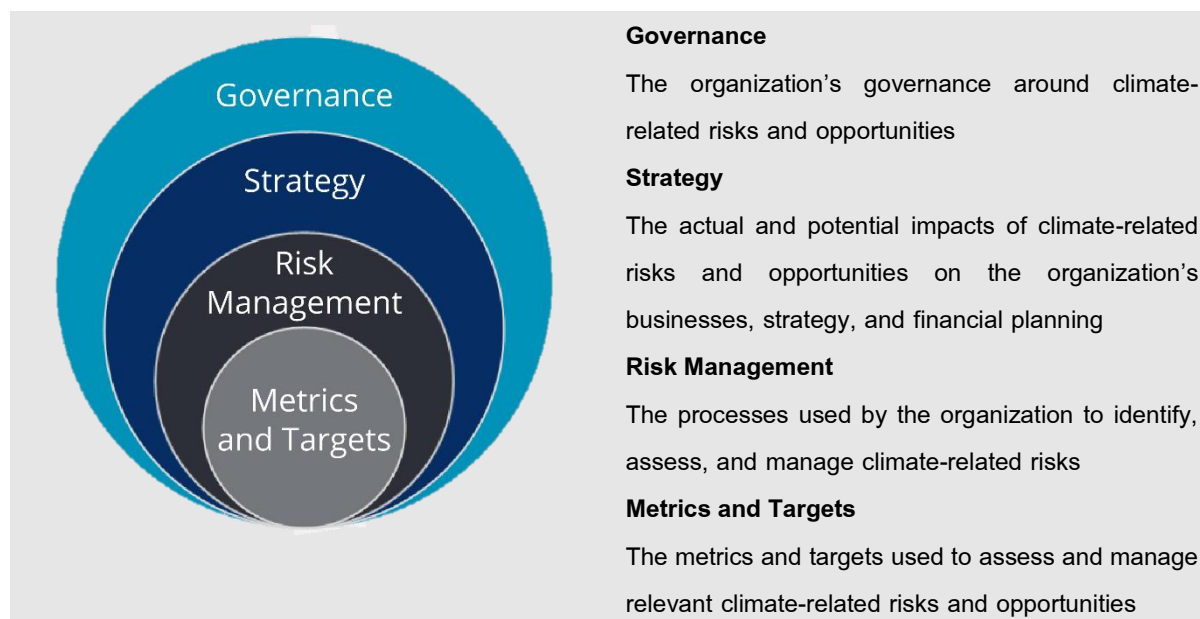 Governance
Strategy
Risk
Management
Metrics
and Targets
Governance
The organization’s governance around climate-
related risks and opportunities
Strategy
The actual and potential impacts of climate-related
risks and opportunities on the organization’s
businesses, strategy, and financial planning
Risk Management
The processes used by the organization to identify,
assess, and manage climate-related risks
Metrics and Targets
The metrics and targets used to assess and manage
relevant climate-related risks and opportunities